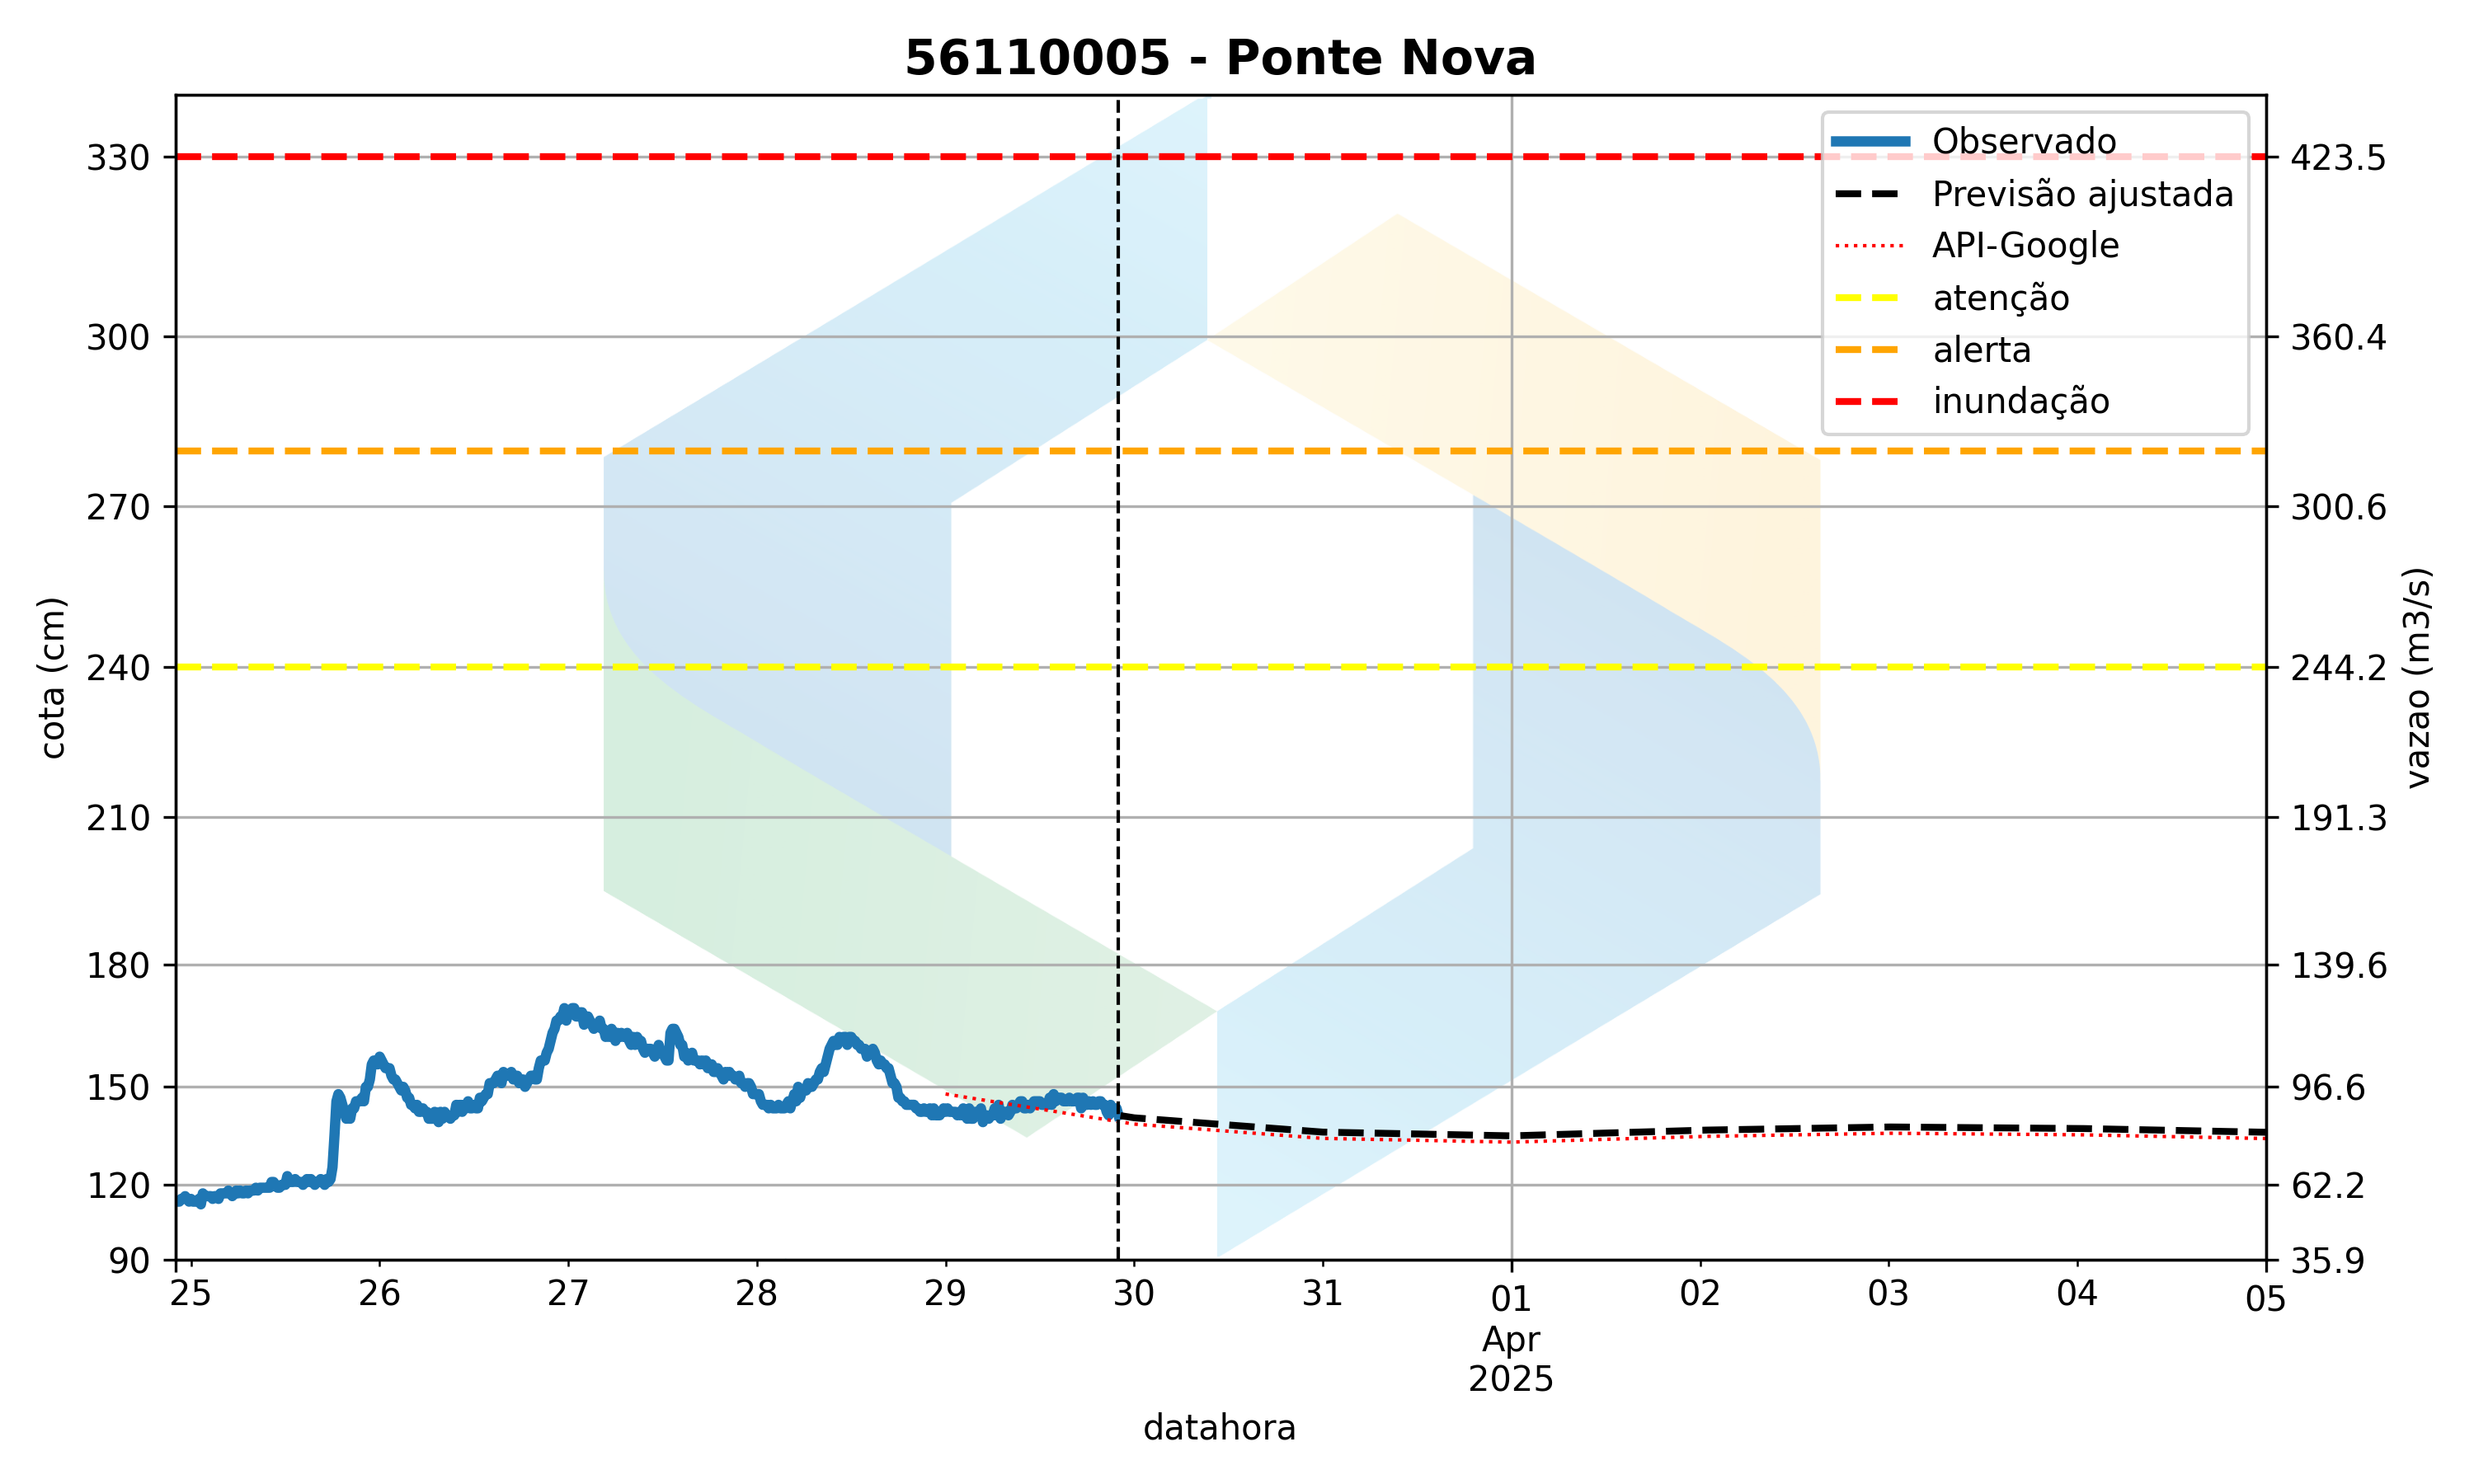 56110005 - Ponte Nova
Observado
Previsão ajustada
API-Google
atenção
alerta
inundação
cota (cm)
330
300
270
240
210
180
150
120
90
423.5
360.4
300.6
244.2
191.3
139.6
96.6
62.2
35.9
vazao (m3/s)
25 26 27 28 29 30 31 01 02 03 04 05
Apr
2025
datahora